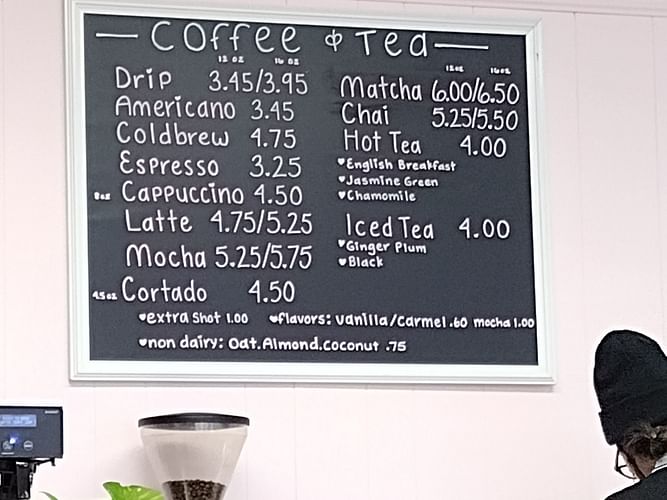 Coffee & Tea
12 oz 16 oz
Drip 3.45/3.95
Americano 3.45
Coldbrew 4.75
Espresso 3.25
8oz Cappuccino 4.50
Latte 4.75/5.25
Mocha 5.25/5.75
4.5oz Cortado 4.50
12oz 16oz
Matcha 6.00/6.50
Chai 5.25/5.50
Hot Tea 4.00
♥English Breakfast
♥Jasmine Green
♥Chamomile
Iced Tea 4.00
♥Ginger Plum
♥Black
♥extra shot 1.00 ♥flavors: vanilla/carmel .60 mocha 1.00
♥non dairy: Oat.Almond.coconut .75